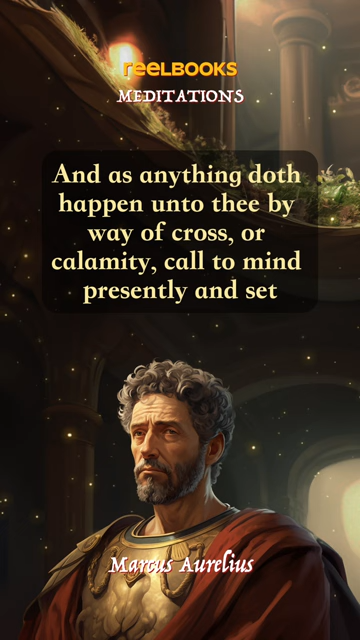 reelBOOKS
MEDITATIONS
And as anything doth
happen unto thee by
way of cross, or
calamity, call to mind
presently and set
Marcus Aurelius